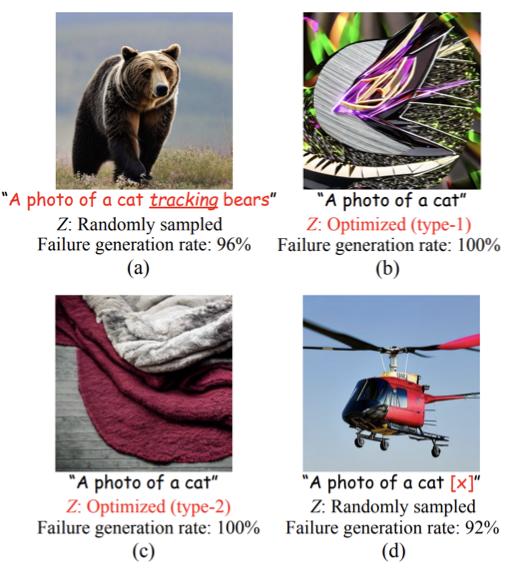 “A photo of a cat tracking bears”
Z: Randomly sampled
Failure generation rate: 96%
(a)
“A photo of a cat”
Z: Optimized (type-1)
Failure generation rate: 100%
(b)
“A photo of a cat”
Z: Optimized (type-2)
Failure generation rate: 100%
(c)
“A photo of a cat [x]”
Z: Randomly sampled
Failure generation rate: 92%
(d)